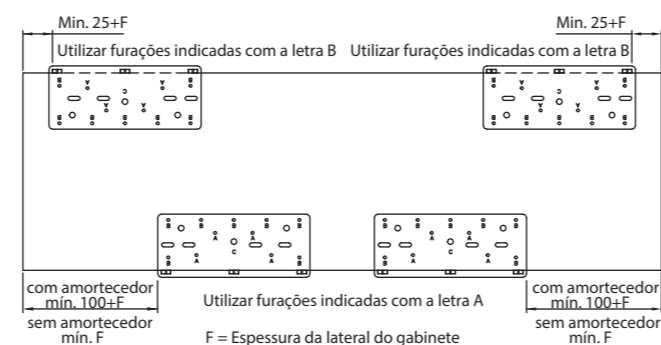 Min. 25+F
Min. 25+F
Utilizar furações indicadas com a letra B
Utilizar furações indicadas com a letra B
com amortecedor
mín. 100+F
sem amortecedor
mín. F
Utilizar furações indicadas com a letra A
com amortecedor
mín. 100+F
sem amortecedor
mín. F
F = Espessura da lateral do gabinete